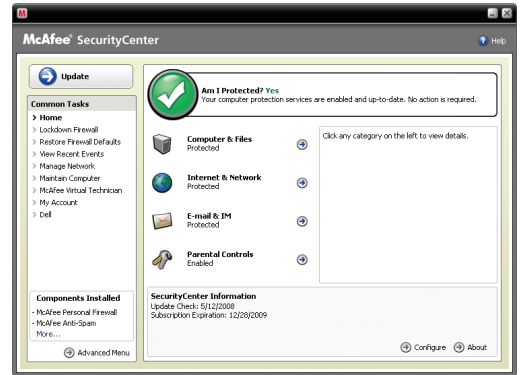 M
McAfee® SecurityCenter
Help
Update
Common Tasks
> Home
> Lockdown Firewall
> Restore Firewall Defaults
> View Recent Events
> Manage Network
> Maintain Computer
> McAfee Virtual Technician
> My Account
> Dell
Components Installed
- McAfee Personal Firewall
- McAfee Anti-Spam
More...
Advanced Menu
Am I Protected? Yes
Your computer protection services are enabled and up-to-date. No action is required.
Computer & Files
Protected
Internet & Network
Protected
E-mail & IM
Protected
Parental Controls
Enabled
Click any category on the left to view details.
SecurityCenter Information
Update Check: 5/12/2008
Subscription Expiration: 12/28/2009
Configure
About